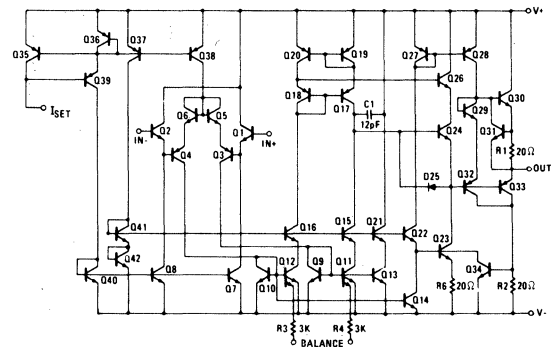 V+
Q35
Q36
Q37
Q38
Q39
ISET
Q20
Q19
Q27
Q28
Q26
Q18
Q17
C1
12pF
Q29
Q30
Q31
R1
20Ω
OUT
Q6
Q5
Q2
Q1
IN-
IN+
Q4
Q3
Q24
D25
Q32
Q33
Q41
Q42
Q40
Q8
Q7
Q10
Q16
Q15
Q21
Q22
Q12
Q9
Q11
Q13
Q14
Q23
Q34
R6
20Ω
R2
20Ω
R3
3K
R4
3K
V-
BALANCE